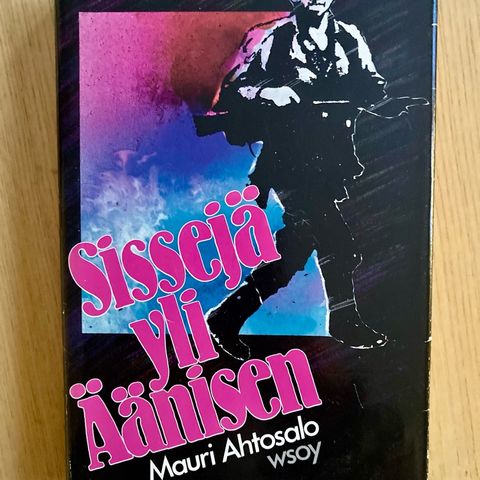 Sissejä
yli
Äänisen
Mauri Ahtosalo
wsoy